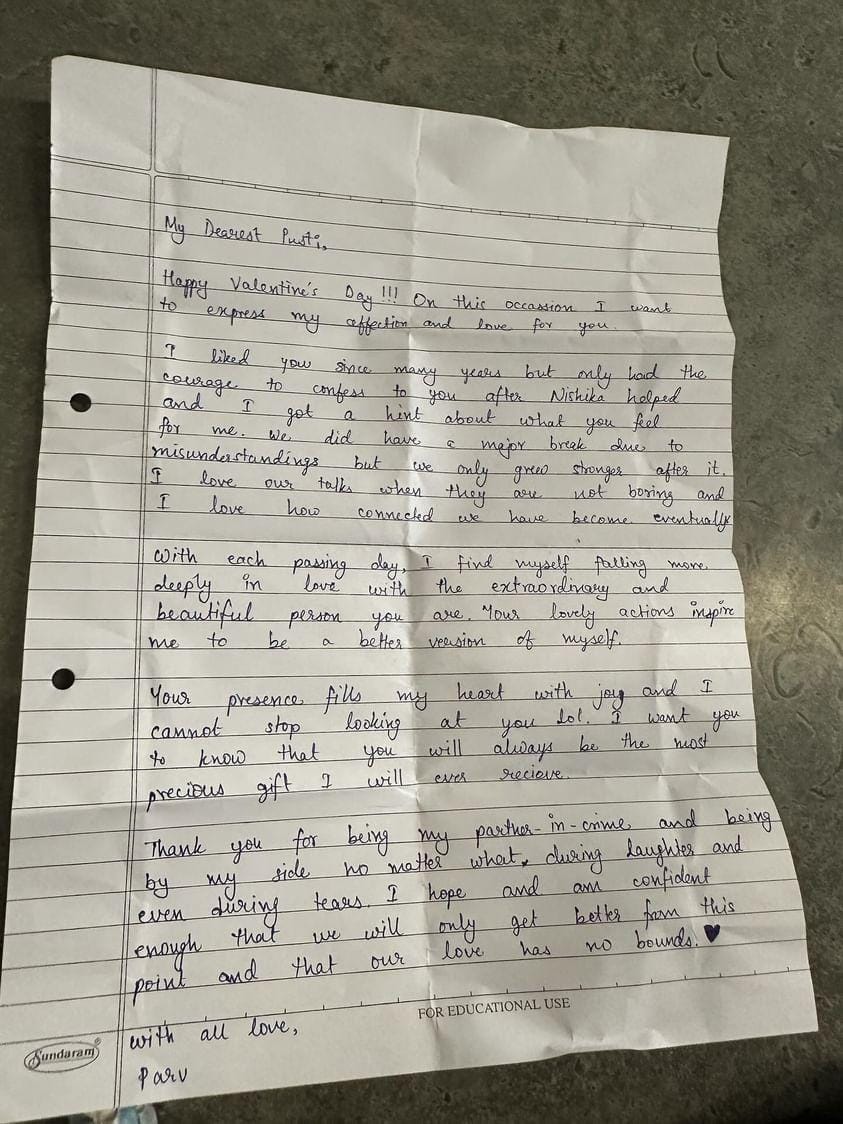 My Dearest Pusti,
Happy Valentine's Day!!! On this occassion I want
to express my affection and love for you.
I liked you since many years but only had the
courage to confess to you after Nishika helped
and I got a hint about what you feel
for me. We did have a major break due to
misunderstandings but we only grew stronger after it.
I love our talks when they are not boring and
I love how connected we have become eventually
With each passing day, I find myself falling more
deeply in love with the extraordinary and
beautiful person you are. Your lovely actions inspire
me to be a better version of myself.
Your presence fills my heart with joy and I
cannot stop looking at you lol. I want you
to know that you will always be the most
precious gift I will ever recieve.
Thank you for being my partner-in-crime and being
by my side no matter what, during laughter and
even during tears. I hope and am confident
enough that we will only get better from this
point and that our love has no bounds. ♥
FOR EDUCATIONAL USE
with all love,
Sundaram®
Parv